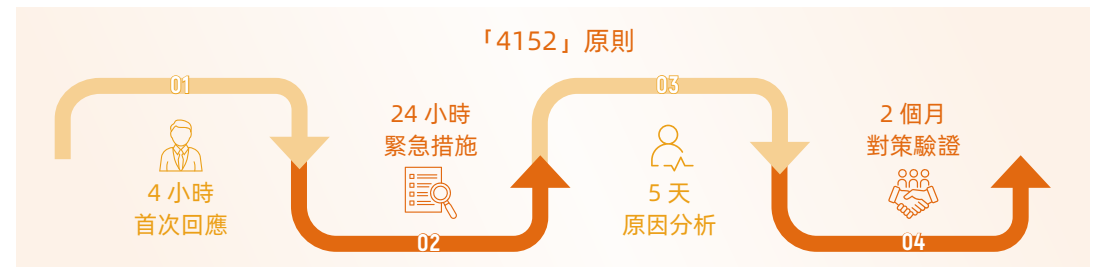 「4152」原則
01
4 小時
首次回應
24 小時
緊急措施
02
03
5 天
原因分析
2 個月
對策驗證
04